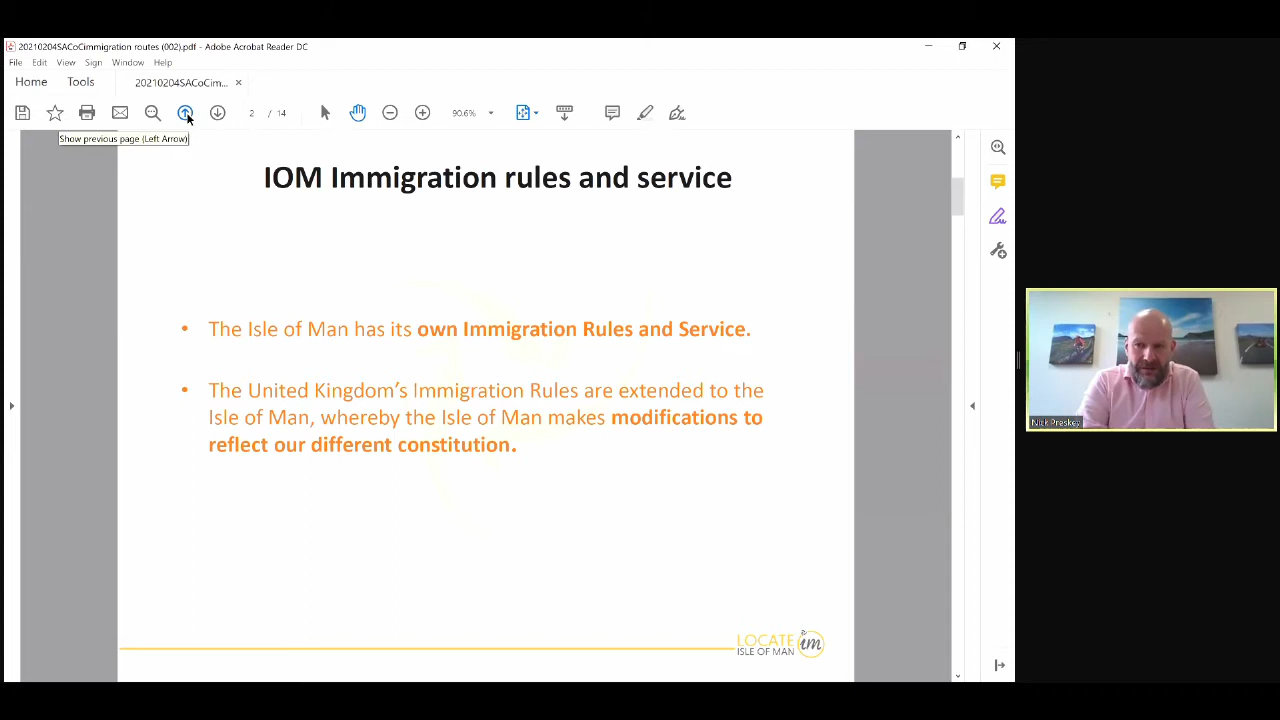 20210204SACoCimmigration routes (002).pdf - Adobe Acrobat Reader DC
File Edit View Sign Window Help
Home Tools 20210204SACoCim... ×
2 / 14 90.6%
Show previous page (Left Arrow)
IOM Immigration rules and service
• The Isle of Man has its own Immigration Rules and Service.
• The United Kingdom’s Immigration Rules are extended to the
Isle of Man, whereby the Isle of Man makes modifications to
reflect our different constitution.
LOCATE
ISLE OF MAN
im
Nick Preskey